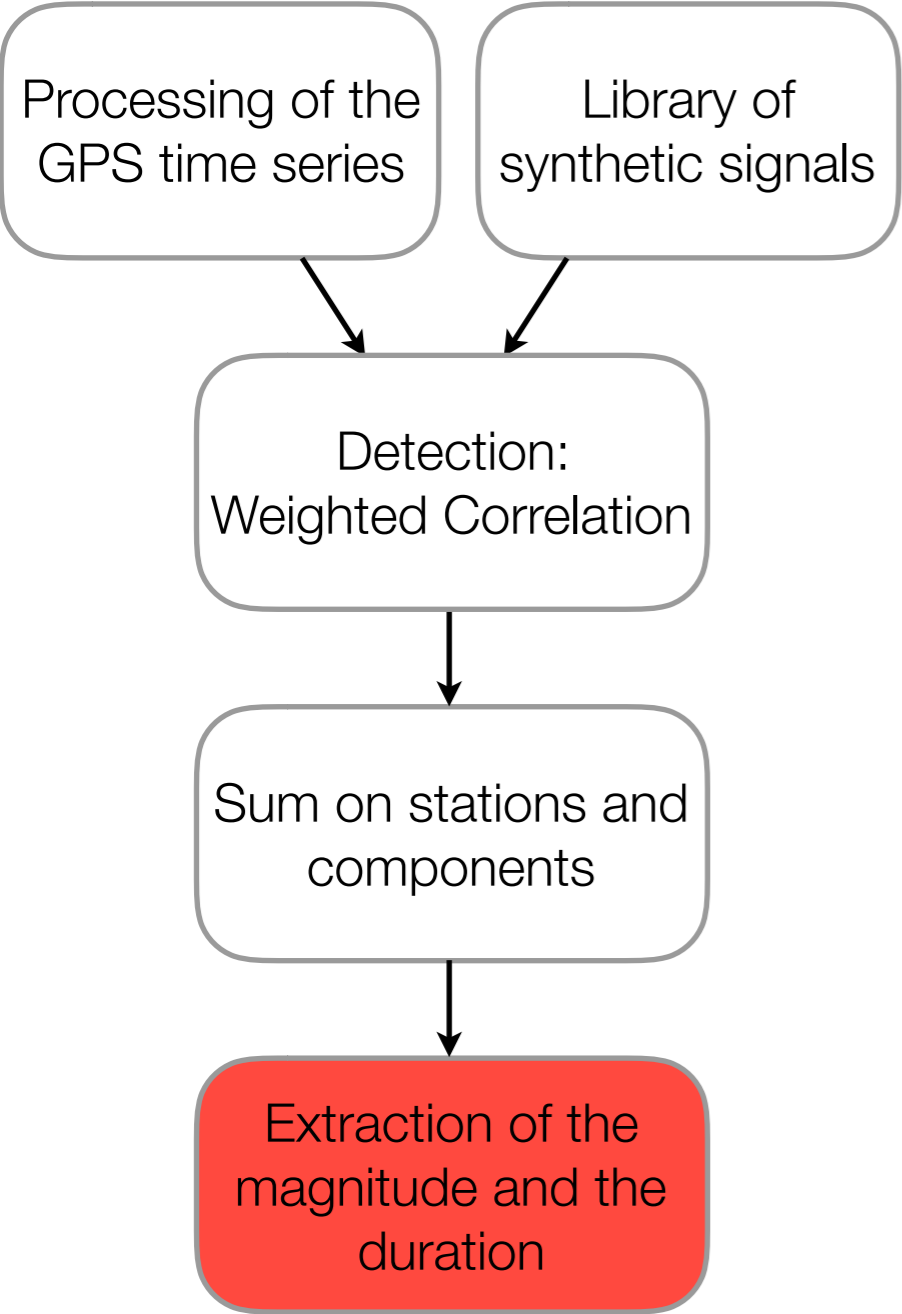 Processing of the
GPS time series
Library of
synthetic signals
Detection:
Weighted Correlation
Sum on stations and
components
Extraction of the
magnitude and the
duration